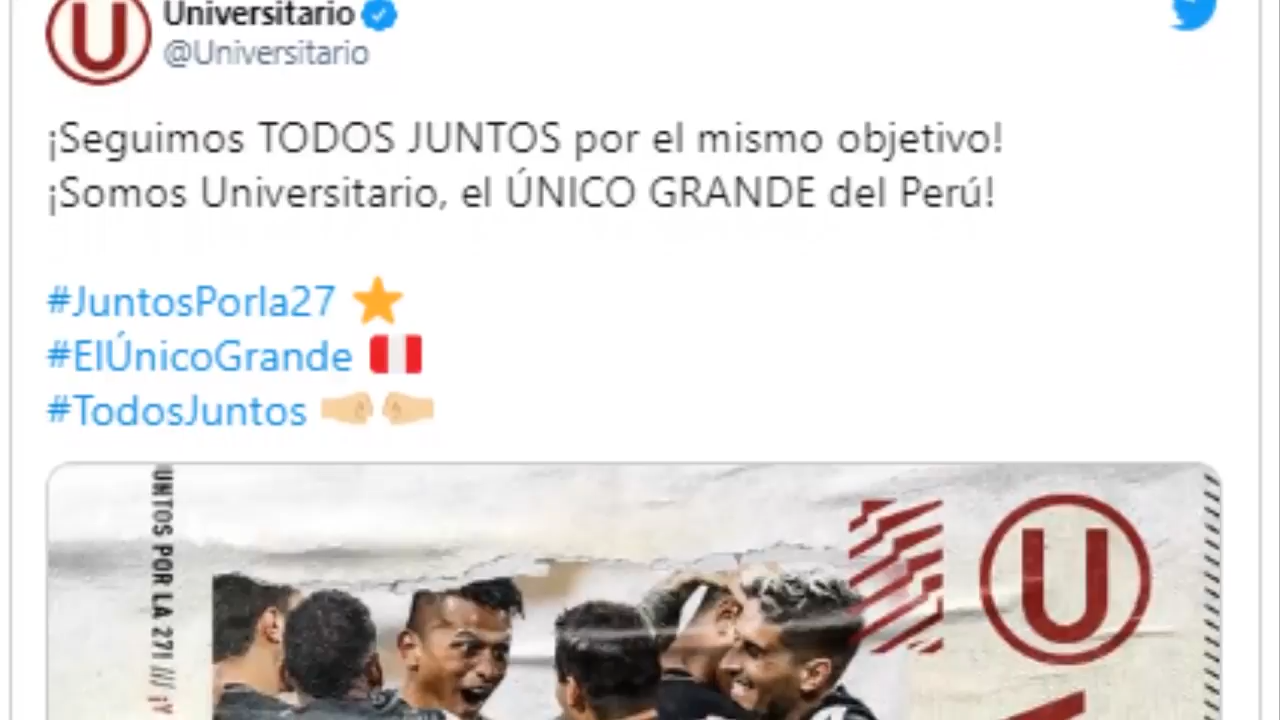 Universitario
@Universitario
¡Seguimos TODOS JUNTOS por el mismo objetivo!
¡Somos Universitario, el ÚNICO GRANDE del Perú!
#JuntosPorla27
#ElÚnicoGrande
#TodosJuntos
UNTOS POR LA 27! /// ¡Y
U
U